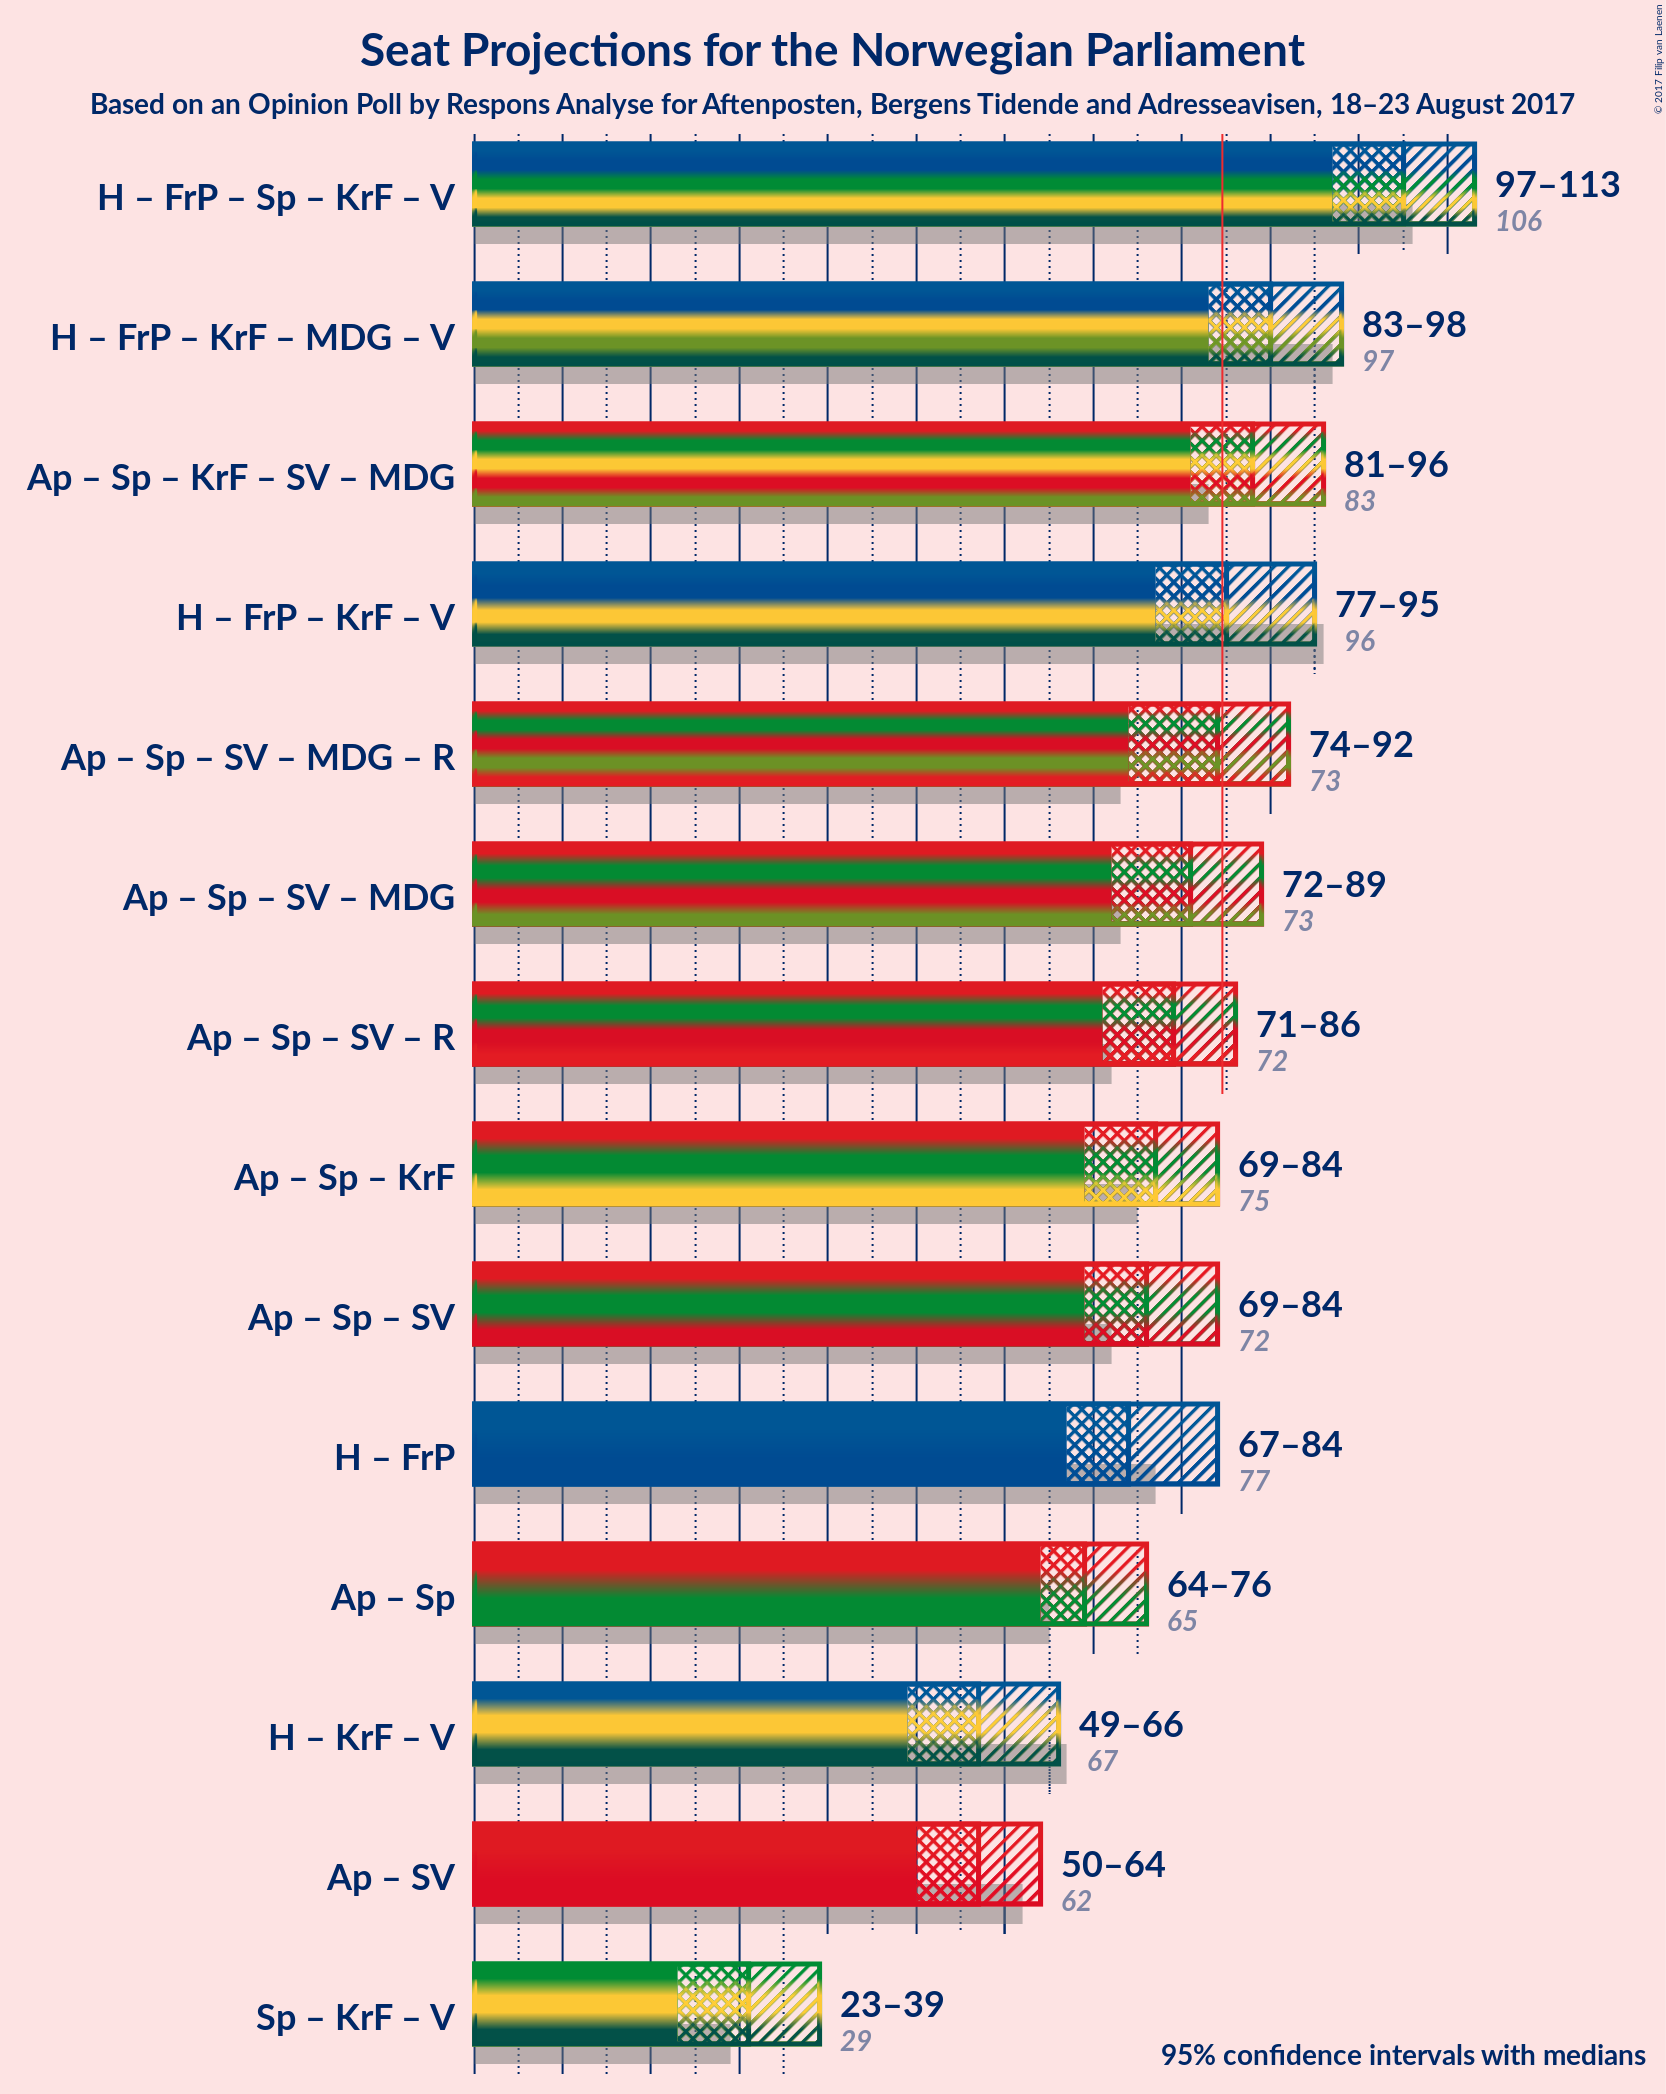 Seat Projections for the Norwegian Parliament
Based on an Opinion Poll by Respons Analyse for Aftenposten, Bergens Tidende and Adresseavisen, 18–23 August 2017
© 2017 Filip van Laenen
H – FrP – Sp – KrF – V
97–113
106
H – FrP – KrF – MDG – V
83–98
97
Ap – Sp – KrF – SV – MDG
81–96
83
H – FrP – KrF – V
77–95
96
Ap – Sp – SV – MDG – R
74–92
73
Ap – Sp – SV – MDG
72–89
73
Ap – Sp – SV – R
71–86
72
Ap – Sp – KrF
69–84
75
Ap – Sp – SV
69–84
72
H – FrP
67–84
77
Ap – Sp
64–76
65
H – KrF – V
49–66
67
Ap – SV
50–64
62
Sp – KrF – V
23–39
29
95% confidence intervals with medians